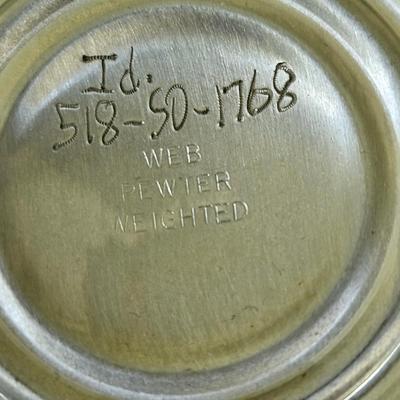 Id.
518-50-1768
WEB
PEWTER
WEIGHTED